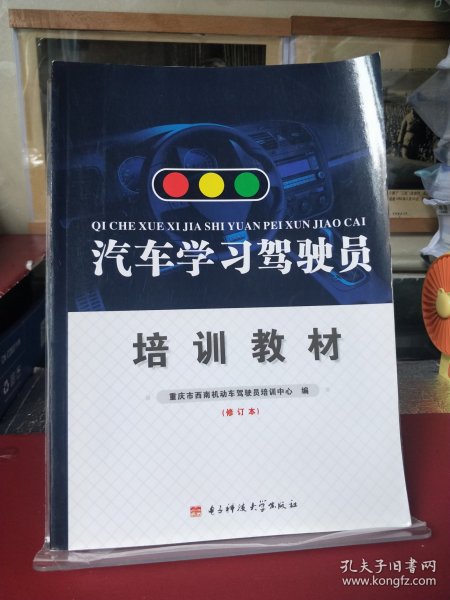 QI CHE XUE XI JIA SHI YUAN PEI XUN JIAO CAI
汽车学习驾驶员
培训教材
重庆市西南机动车驾驶员培训中心 编
(修订本)
电子科技大学出版社
孔夫子旧书网
www.kongfz.com